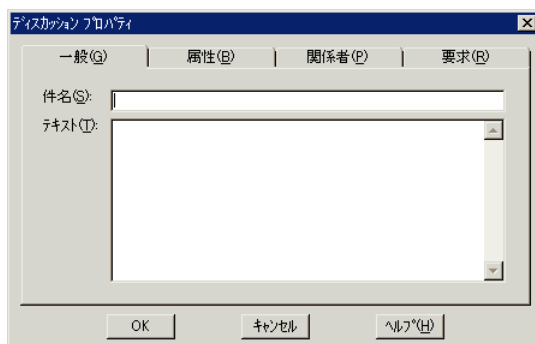 ﾃﾞｨｽｶｯｼｮﾝ ﾌﾟﾛﾊﾟﾃｨ
一般(G) 属性(B) 関係者(P) 要求(R)
件名(S):
ﾃｷｽﾄ(T):
OK ｷｬﾝｾﾙ ﾍﾙﾌﾟ(H)